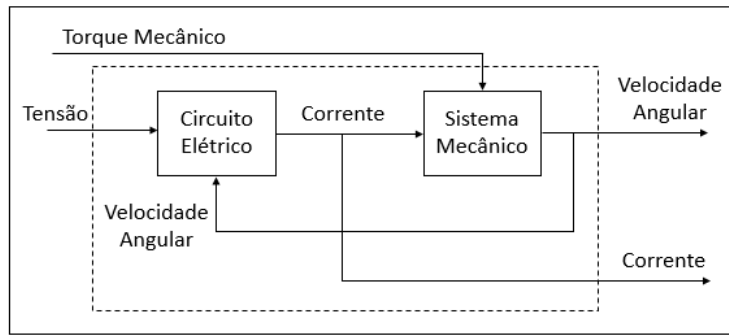 Torque Mecânico
Tensão
Circuito
Elétrico
Corrente
Sistema
Mecânico
Velocidade
Angular
Velocidade
Angular
Corrente